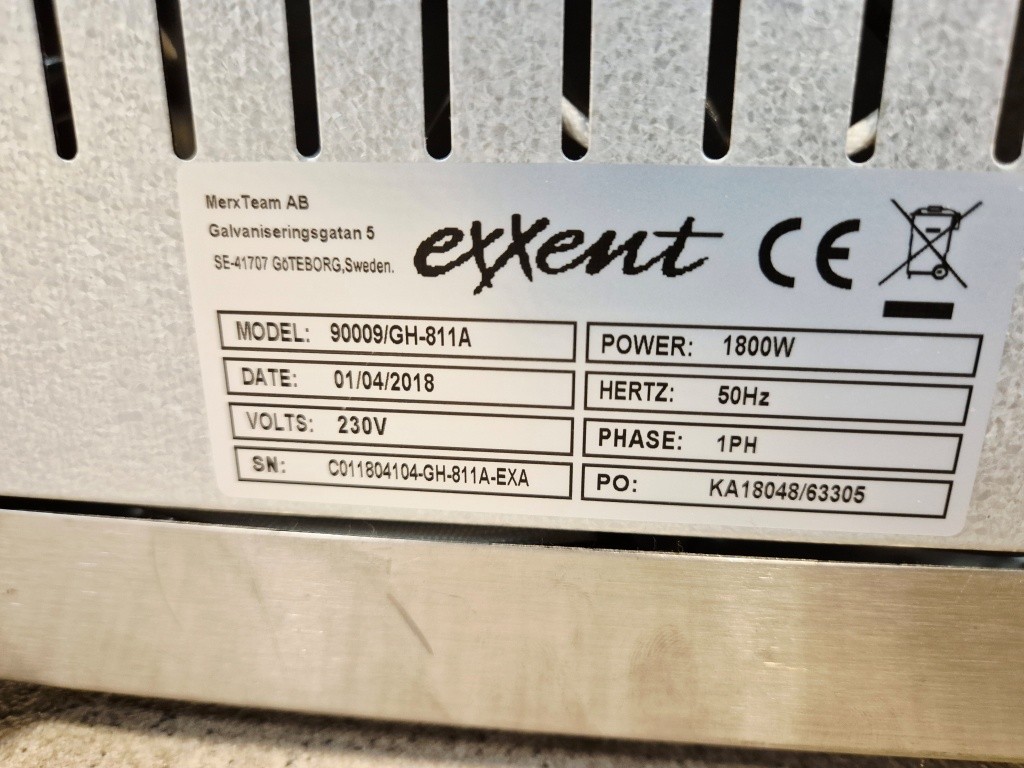 MerxTeam AB
Galvaniseringsgatan 5
SE-41707 GöTEBORG,Sweden.
exxent
CE
MODEL: 90009/GH-811A
POWER: 1800W
DATE: 01/04/2018
HERTZ: 50Hz
VOLTS: 230V
PHASE: 1PH
SN: C011804104-GH-811A-EXA
PO: KA18048/63305